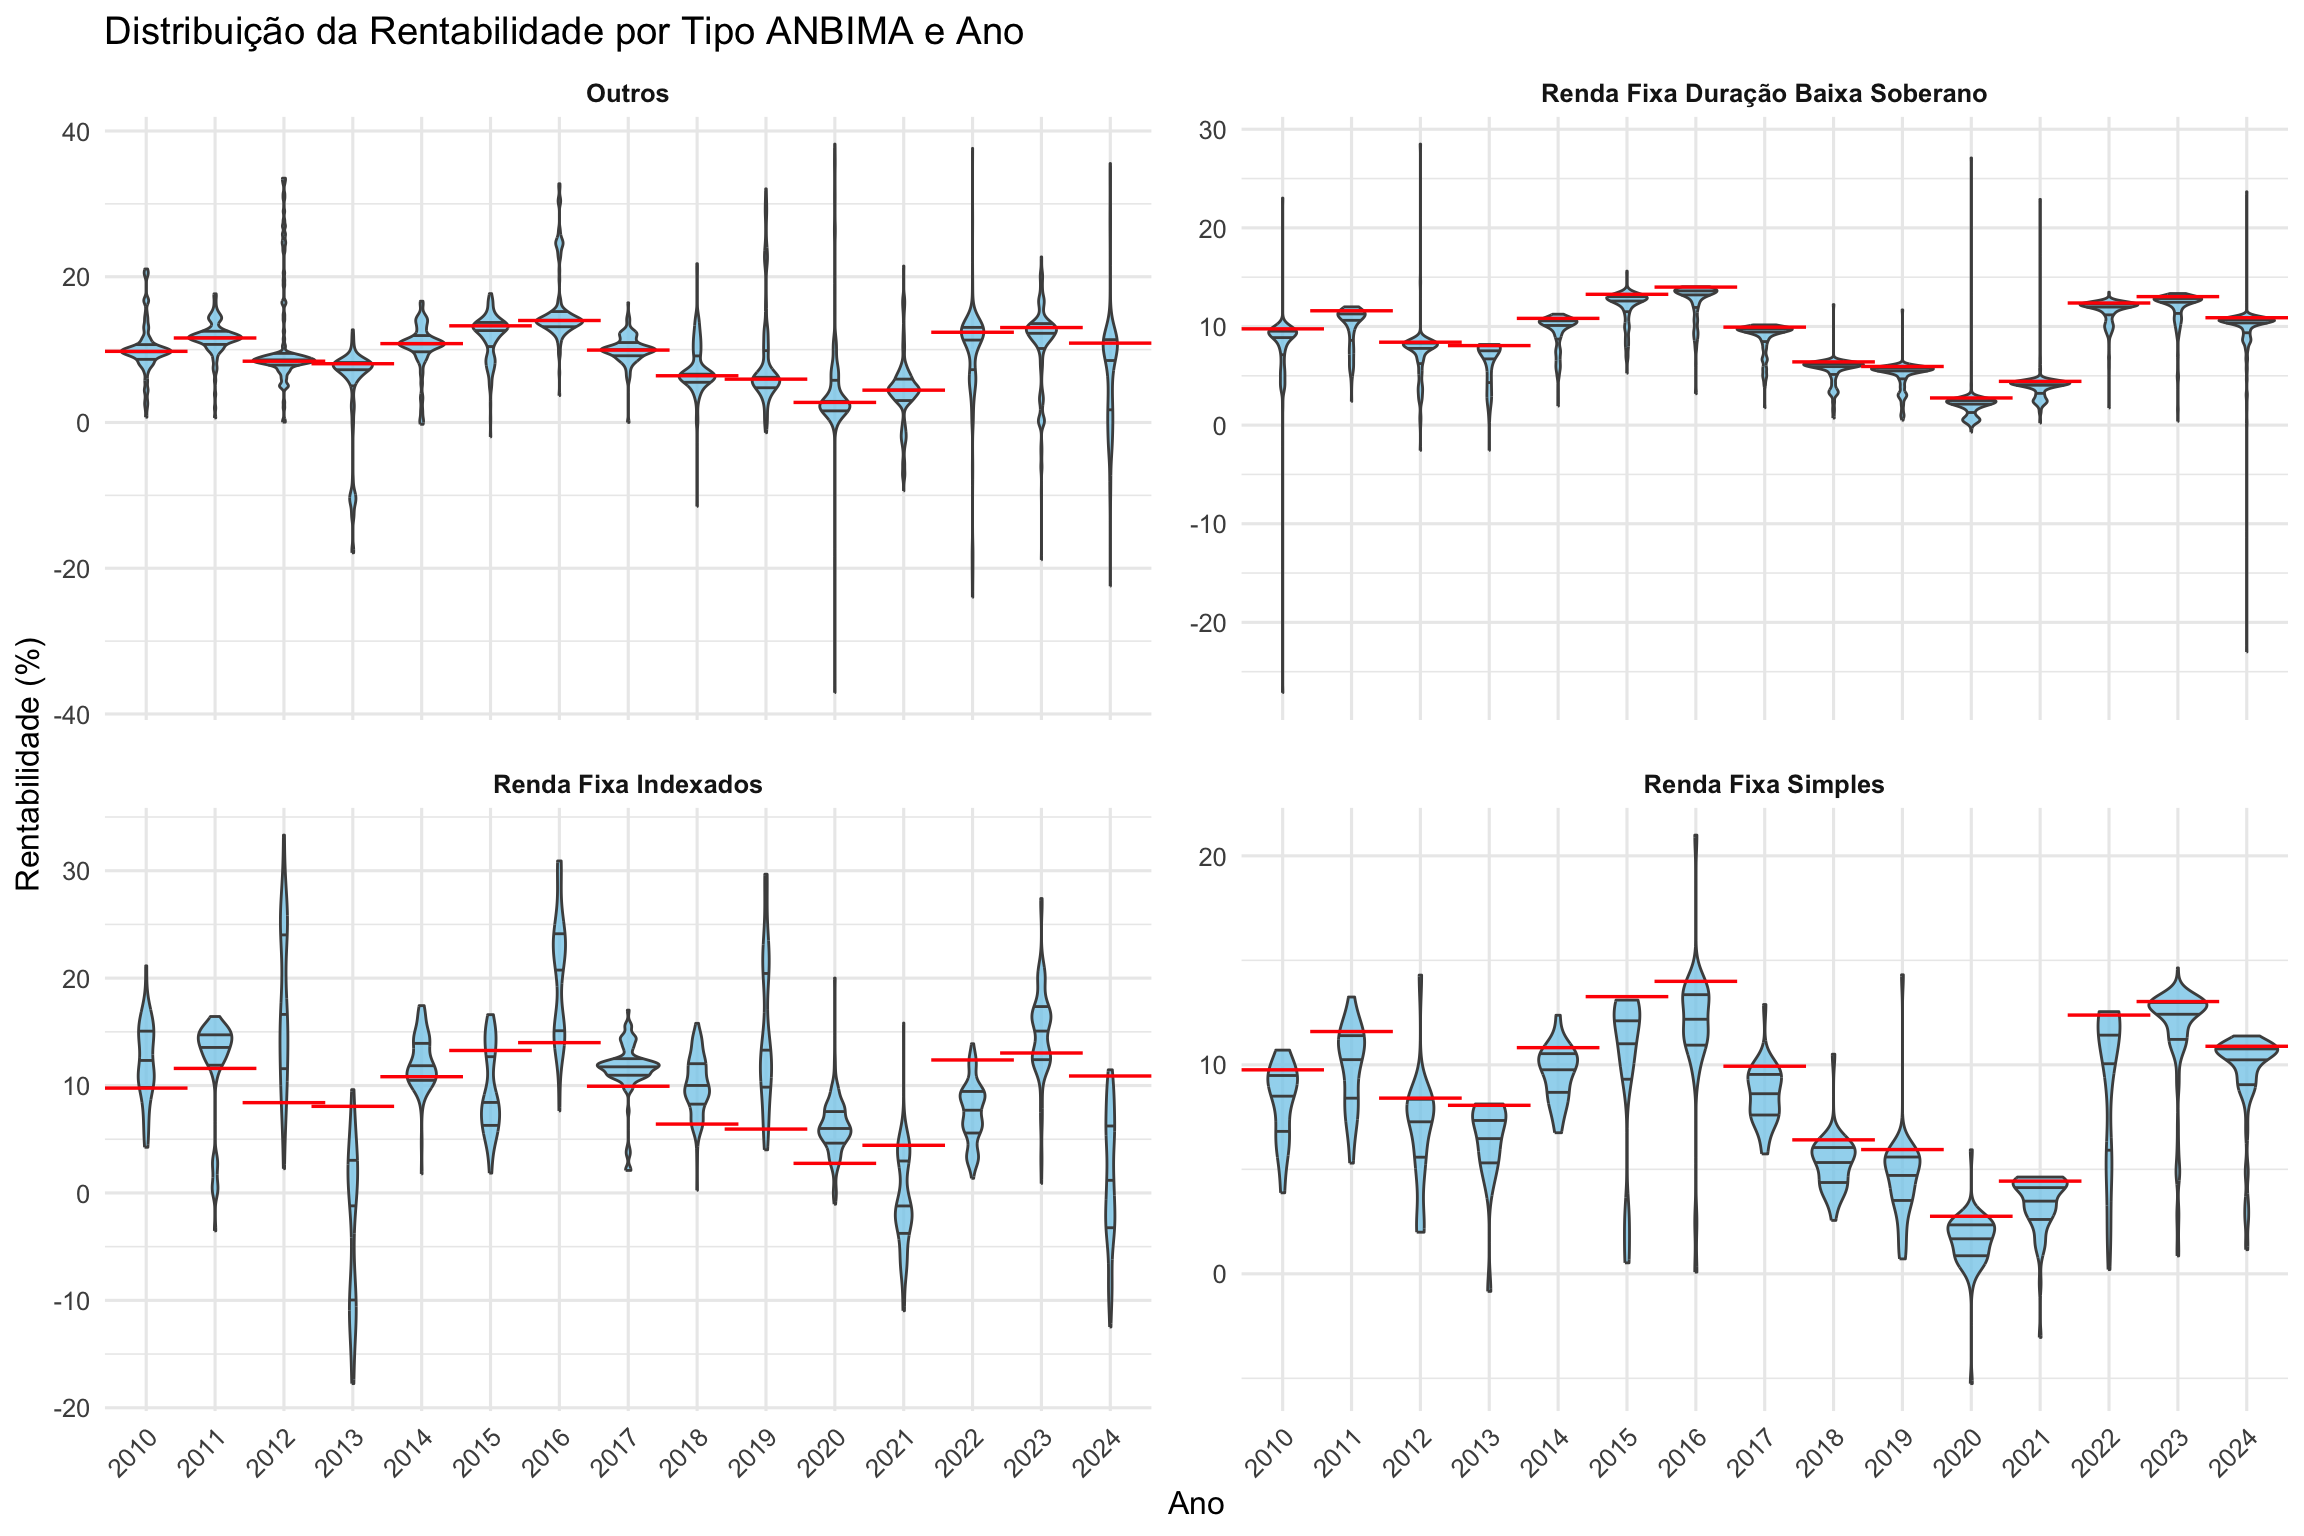 Distribuição da Rentabilidade por Tipo ANBIMA e Ano
Outros
40
20
0
-20
-40
Renda Fixa Duração Baixa Soberano
30
20
10
0
-10
-20
Rentabilidade (%)
Renda Fixa Indexados
30
20
10
0
-10
-20
2010 2011 2012 2013 2014 2015 2016 2017 2018 2019 2020 2021 2022 2023 2024
Renda Fixa Simples
20
10
0
2010 2011 2012 2013 2014 2015 2016 2017 2018 2019 2020 2021 2022 2023 2024
Ano